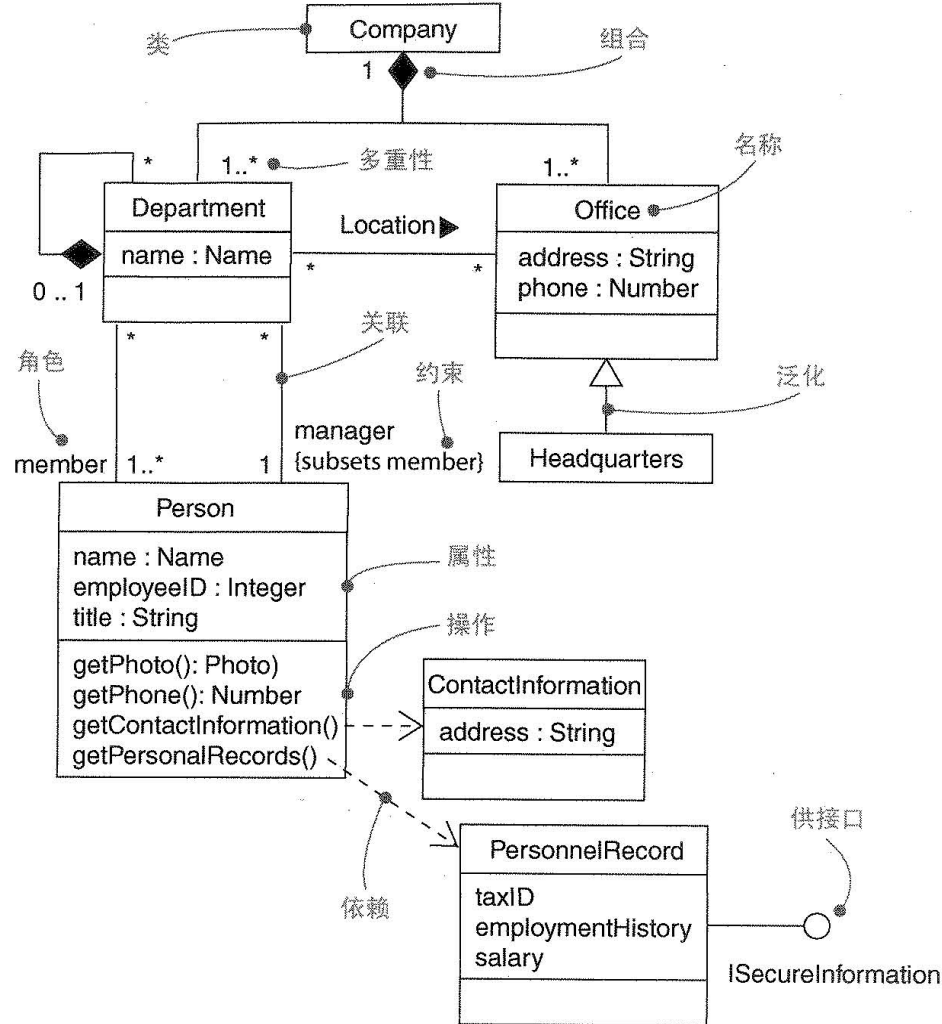 Company
类
组合
1
*
1..*
多重性
1..*
名称
Department
Office
Location
name : Name
address : String
phone : Number
*
*
0 .. 1
*
*
关联
角色
约束
泛化
manager
{subsets member}
member
1..*
1
Headquarters
Person
name : Name
employeeID : Integer
title : String
属性
操作
getPhoto(): Photo)
getPhone(): Number
getContactInformation()
getPersonalRecords()
ContactInformation
address : String
供接口
PersonnelRecord
依赖
taxID
employmentHistory
salary
ISecureInformation